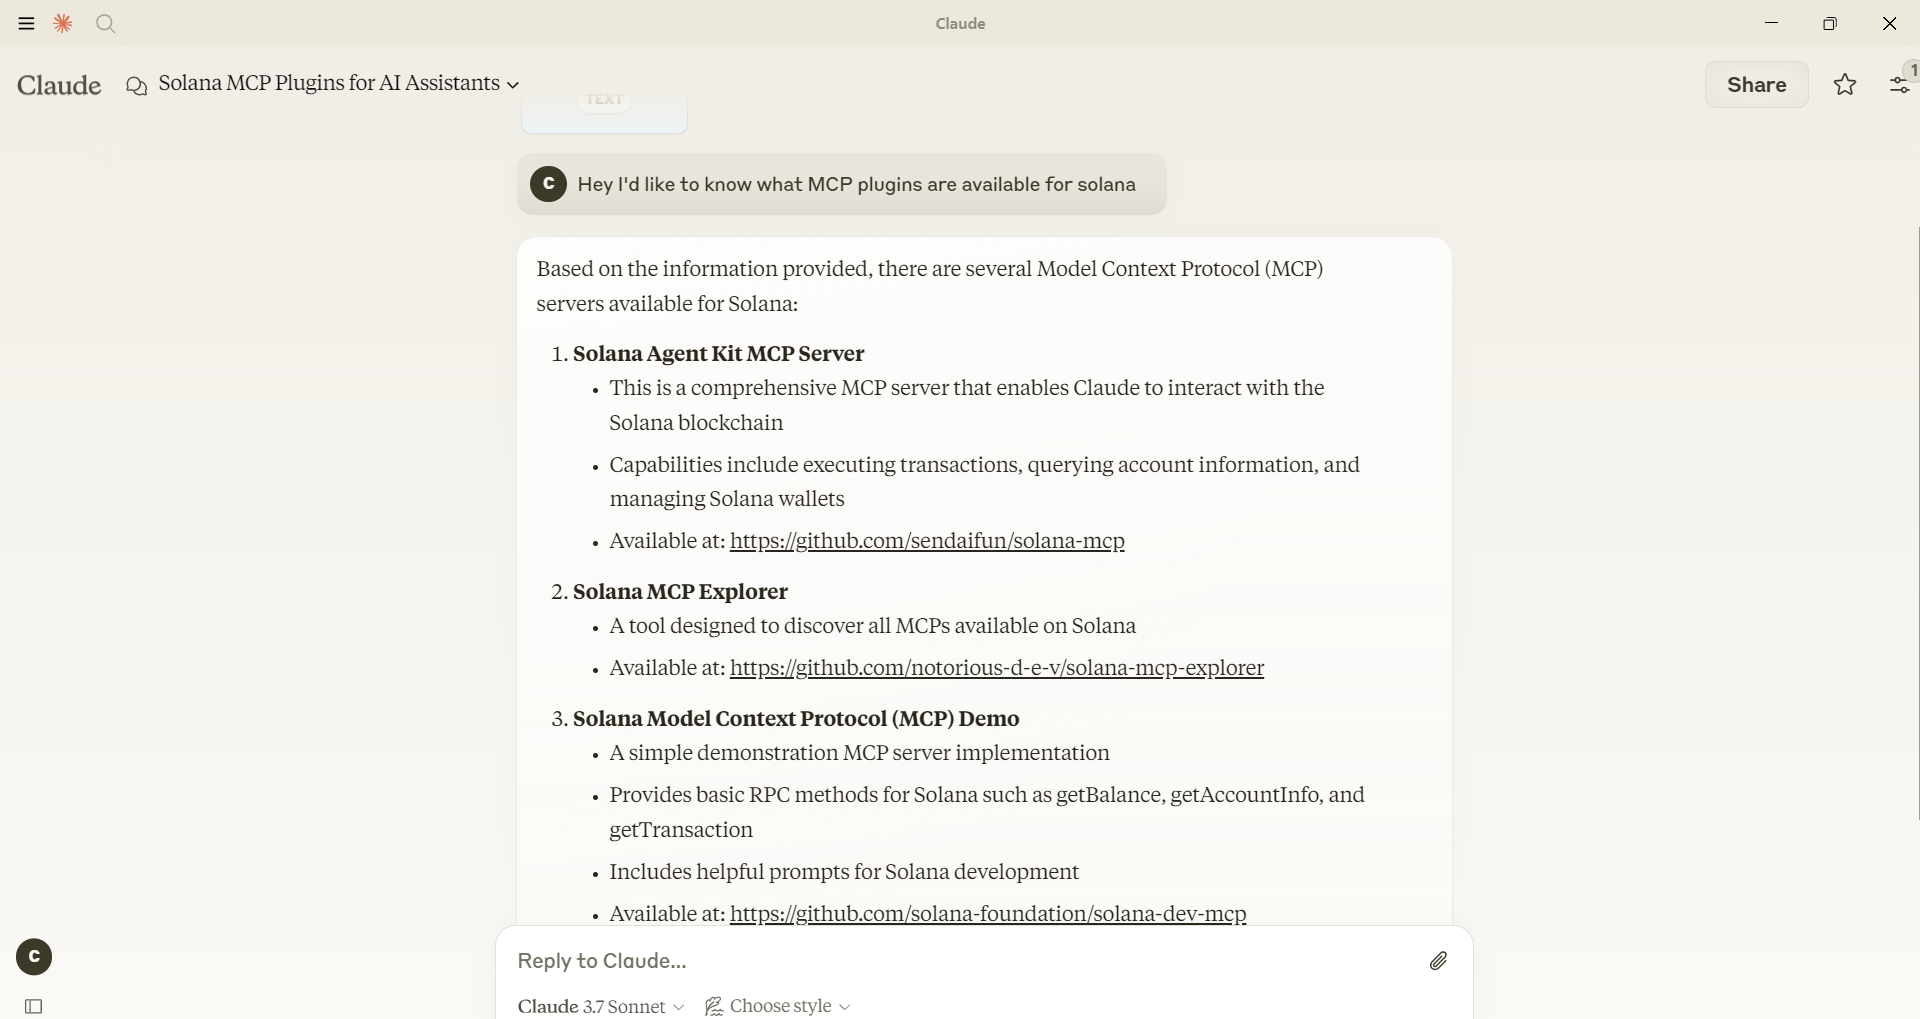 Claude
Claude
Solana MCP Plugins for AI Assistants
Share
1
TEXT
C
Hey I'd like to know what MCP plugins are available for solana
Based on the information provided, there are several Model Context Protocol (MCP)
servers available for Solana:
1. Solana Agent Kit MCP Server
• This is a comprehensive MCP server that enables Claude to interact with the
Solana blockchain
• Capabilities include executing transactions, querying account information, and
managing Solana wallets
• Available at: https://github.com/sendaifun/solana-mcp
2. Solana MCP Explorer
• A tool designed to discover all MCPs available on Solana
• Available at: https://github.com/notorious-d-e-v/solana-mcp-explorer
3. Solana Model Context Protocol (MCP) Demo
• A simple demonstration MCP server implementation
• Provides basic RPC methods for Solana such as getBalance, getAccountInfo, and
getTransaction
• Includes helpful prompts for Solana development
• Available at: https://github.com/solana-foundation/solana-dev-mcp
C
Reply to Claude...
Claude 3.7 Sonnet
Choose style